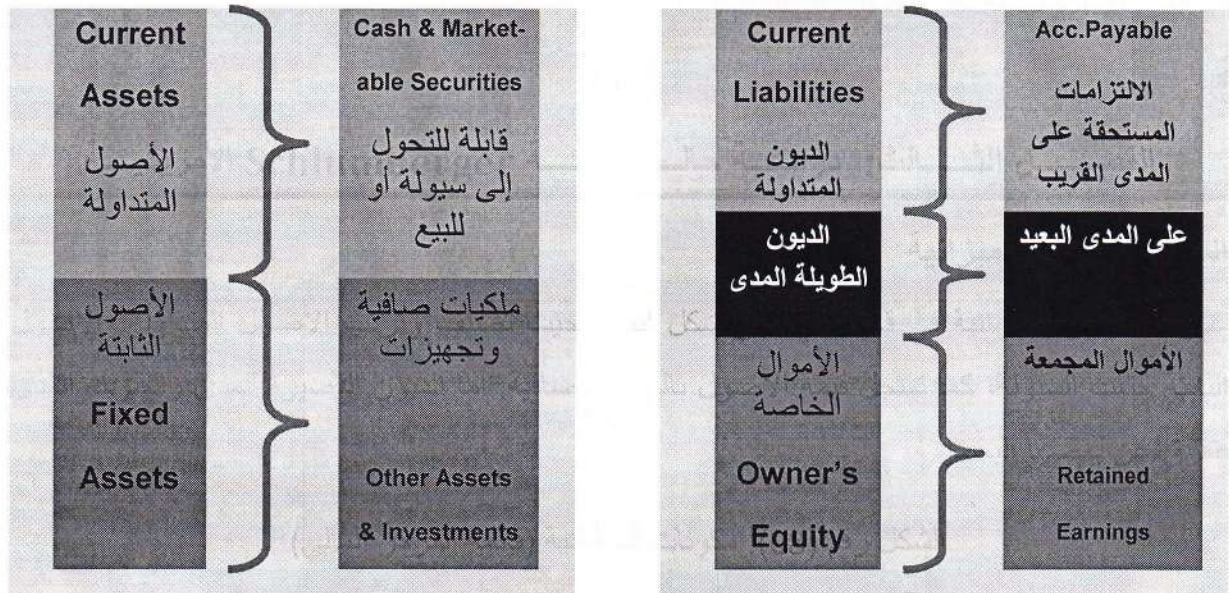 Current
Assets
الأصول
المتداولة
الأصول
الثابتة
Fixed
Assets
Cash & Market-
able Securities
قابلة للتحول
إلى سيولة أو
للبيع
ملكيات صافية
وتجهيزات
Other Assets
& Investments
Current
Liabilities
الديون
المتداولة
الديون
الطويلة المدى
الأموال
الخاصة
Owner's
Equity
Acc.Payable
الالتزامات
المستحقة على
المدى القريب
على المدى البعيد
الأموال المجمعة
Retained
Earnings